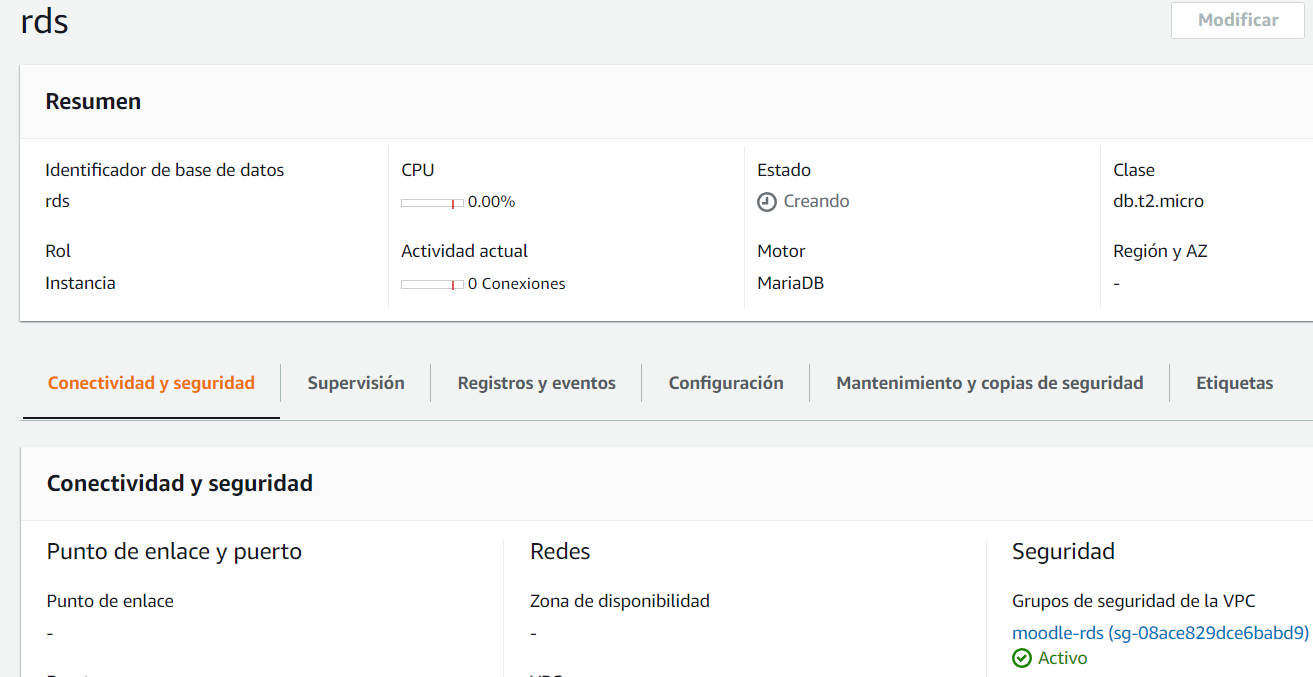 rds
Modificar
Resumen
Identificador de base de datos
rds
CPU
0.00%
Estado
Creando
Clase
db.t2.micro
Rol
Instancia
Actividad actual
0 Conexiones
Motor
MariaDB
Región y AZ
-
Conectividad y seguridad
Supervisión
Registros y eventos
Configuración
Mantenimiento y copias de seguridad
Etiquetas
Conectividad y seguridad
Punto de enlace y puerto
Punto de enlace
-
Redes
Zona de disponibilidad
-
Seguridad
Grupos de seguridad de la VPC
moodle-rds (sg-08ace829dce6babd9)
Activo